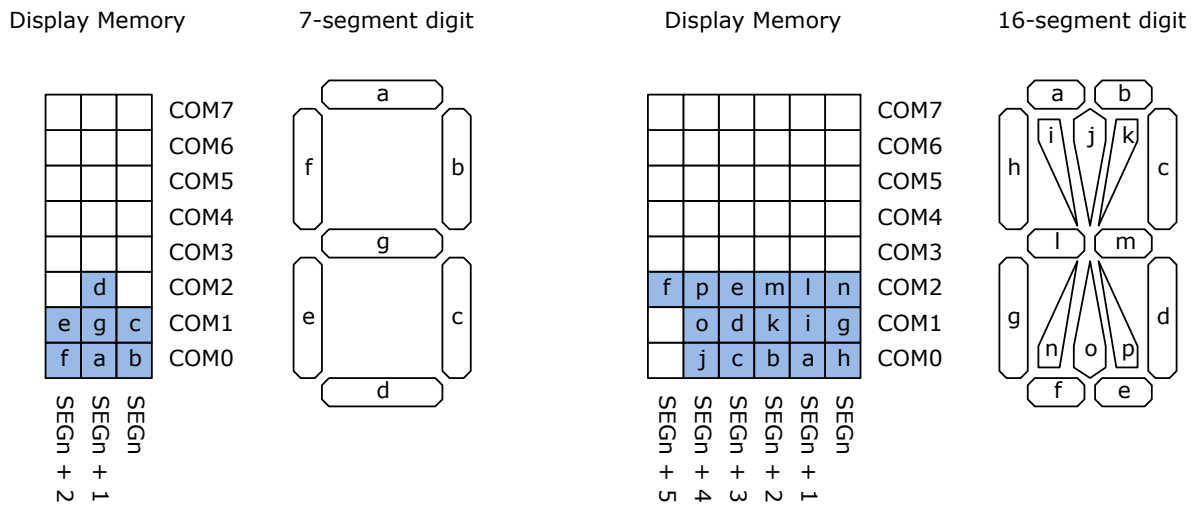 Display Memory 7-segment digit Display Memory 16-segment digit
a a b
COM7 COM7
i j k
COM6 COM6
f b h c
COM5 COM5
COM4 COM4
g l m
COM3 COM3
d COM2 f p e m l n COM2
e g c COM1 e c o d k i g COM1 g d
f a b COM0 j c b a h COM0 n o p
d f e
SEGn + 2 SEGn + 1 SEGn SEGn + 5 SEGn + 4 SEGn + 3 SEGn + 2 SEGn + 1 SEGn